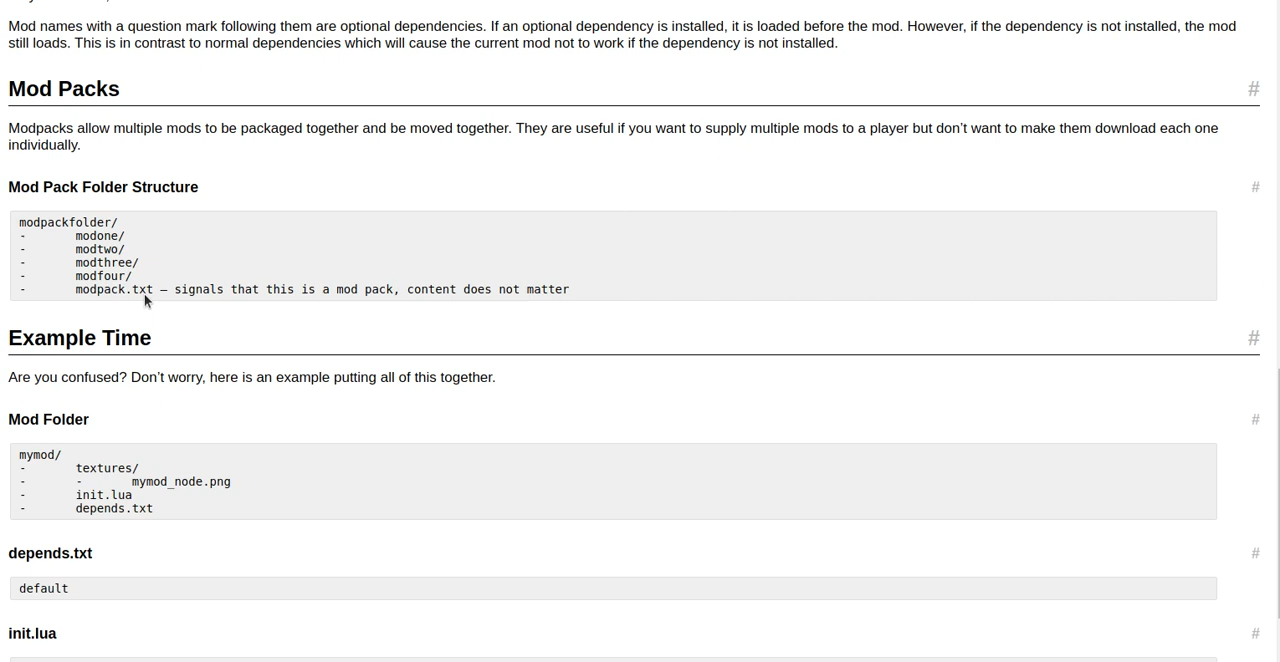 Mod names with a question mark following them are optional dependencies. If an optional dependency is installed, it is loaded before the mod. However, if the dependency is not installed, the mod
still loads. This is in contrast to normal dependencies which will cause the current mod not to work if the dependency is not installed.
Mod Packs #
Modpacks allow multiple mods to be packaged together and be moved together. They are useful if you want to supply multiple mods to a player but don’t want to make them download each one
individually.
Mod Pack Folder Structure #
modpackfolder/
- modone/
- modtwo/
- modthree/
- modfour/
- modpack.txt – signals that this is a mod pack, content does not matter
Example Time #
Are you confused? Don’t worry, here is an example putting all of this together.
Mod Folder #
mymod/
- textures/
- - mymod_node.png
- init.lua
- depends.txt
depends.txt #
default
init.lua #